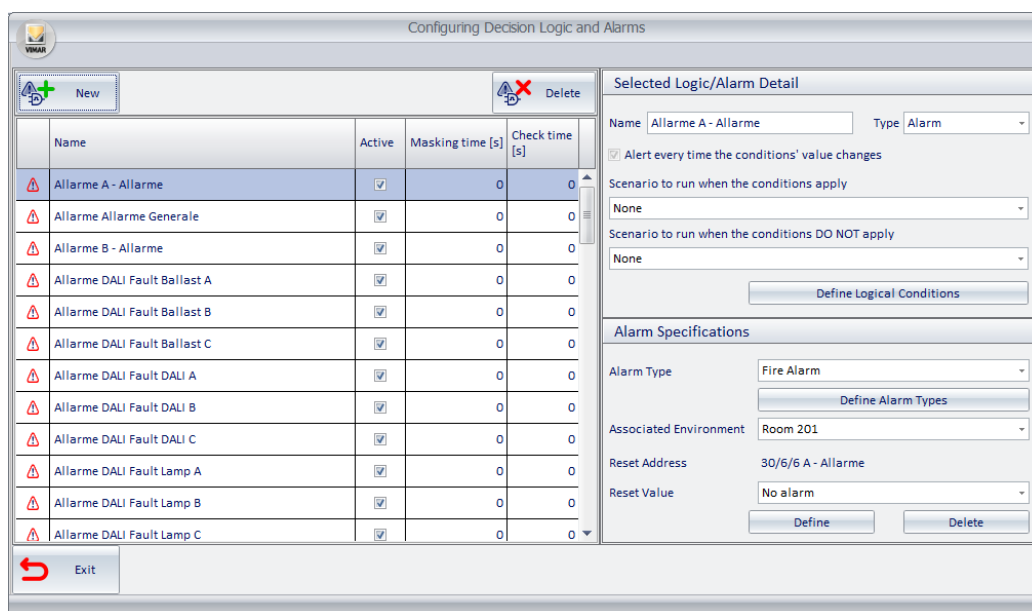 Configuring Decision Logic and Alarms
VIMAR
New
Delete
Name Active Masking time [s] Check time [s]
Allarme A - Allarme 0 0
Allarme Allarme Generale 0 0
Allarme B - Allarme 0 0
Allarme DALI Fault Ballast A 0 0
Allarme DALI Fault Ballast B 0 0
Allarme DALI Fault Ballast C 0 0
Allarme DALI Fault DALI A 0 0
Allarme DALI Fault DALI B 0 0
Allarme DALI Fault DALI C 0 0
Allarme DALI Fault Lamp A 0 0
Allarme DALI Fault Lamp B 0 0
Allarme DALI Fault Lamp C 0 0
Exit
Selected Logic/Alarm Detail
Name Allarme A - Allarme Type Alarm
Alert every time the conditions' value changes
Scenario to run when the conditions apply
None
Scenario to run when the conditions DO NOT apply
None
Define Logical Conditions
Alarm Specifications
Alarm Type Fire Alarm
Define Alarm Types
Associated Environment Room 201
Reset Address 30/6/6 A - Allarme
Reset Value No alarm
Define Delete